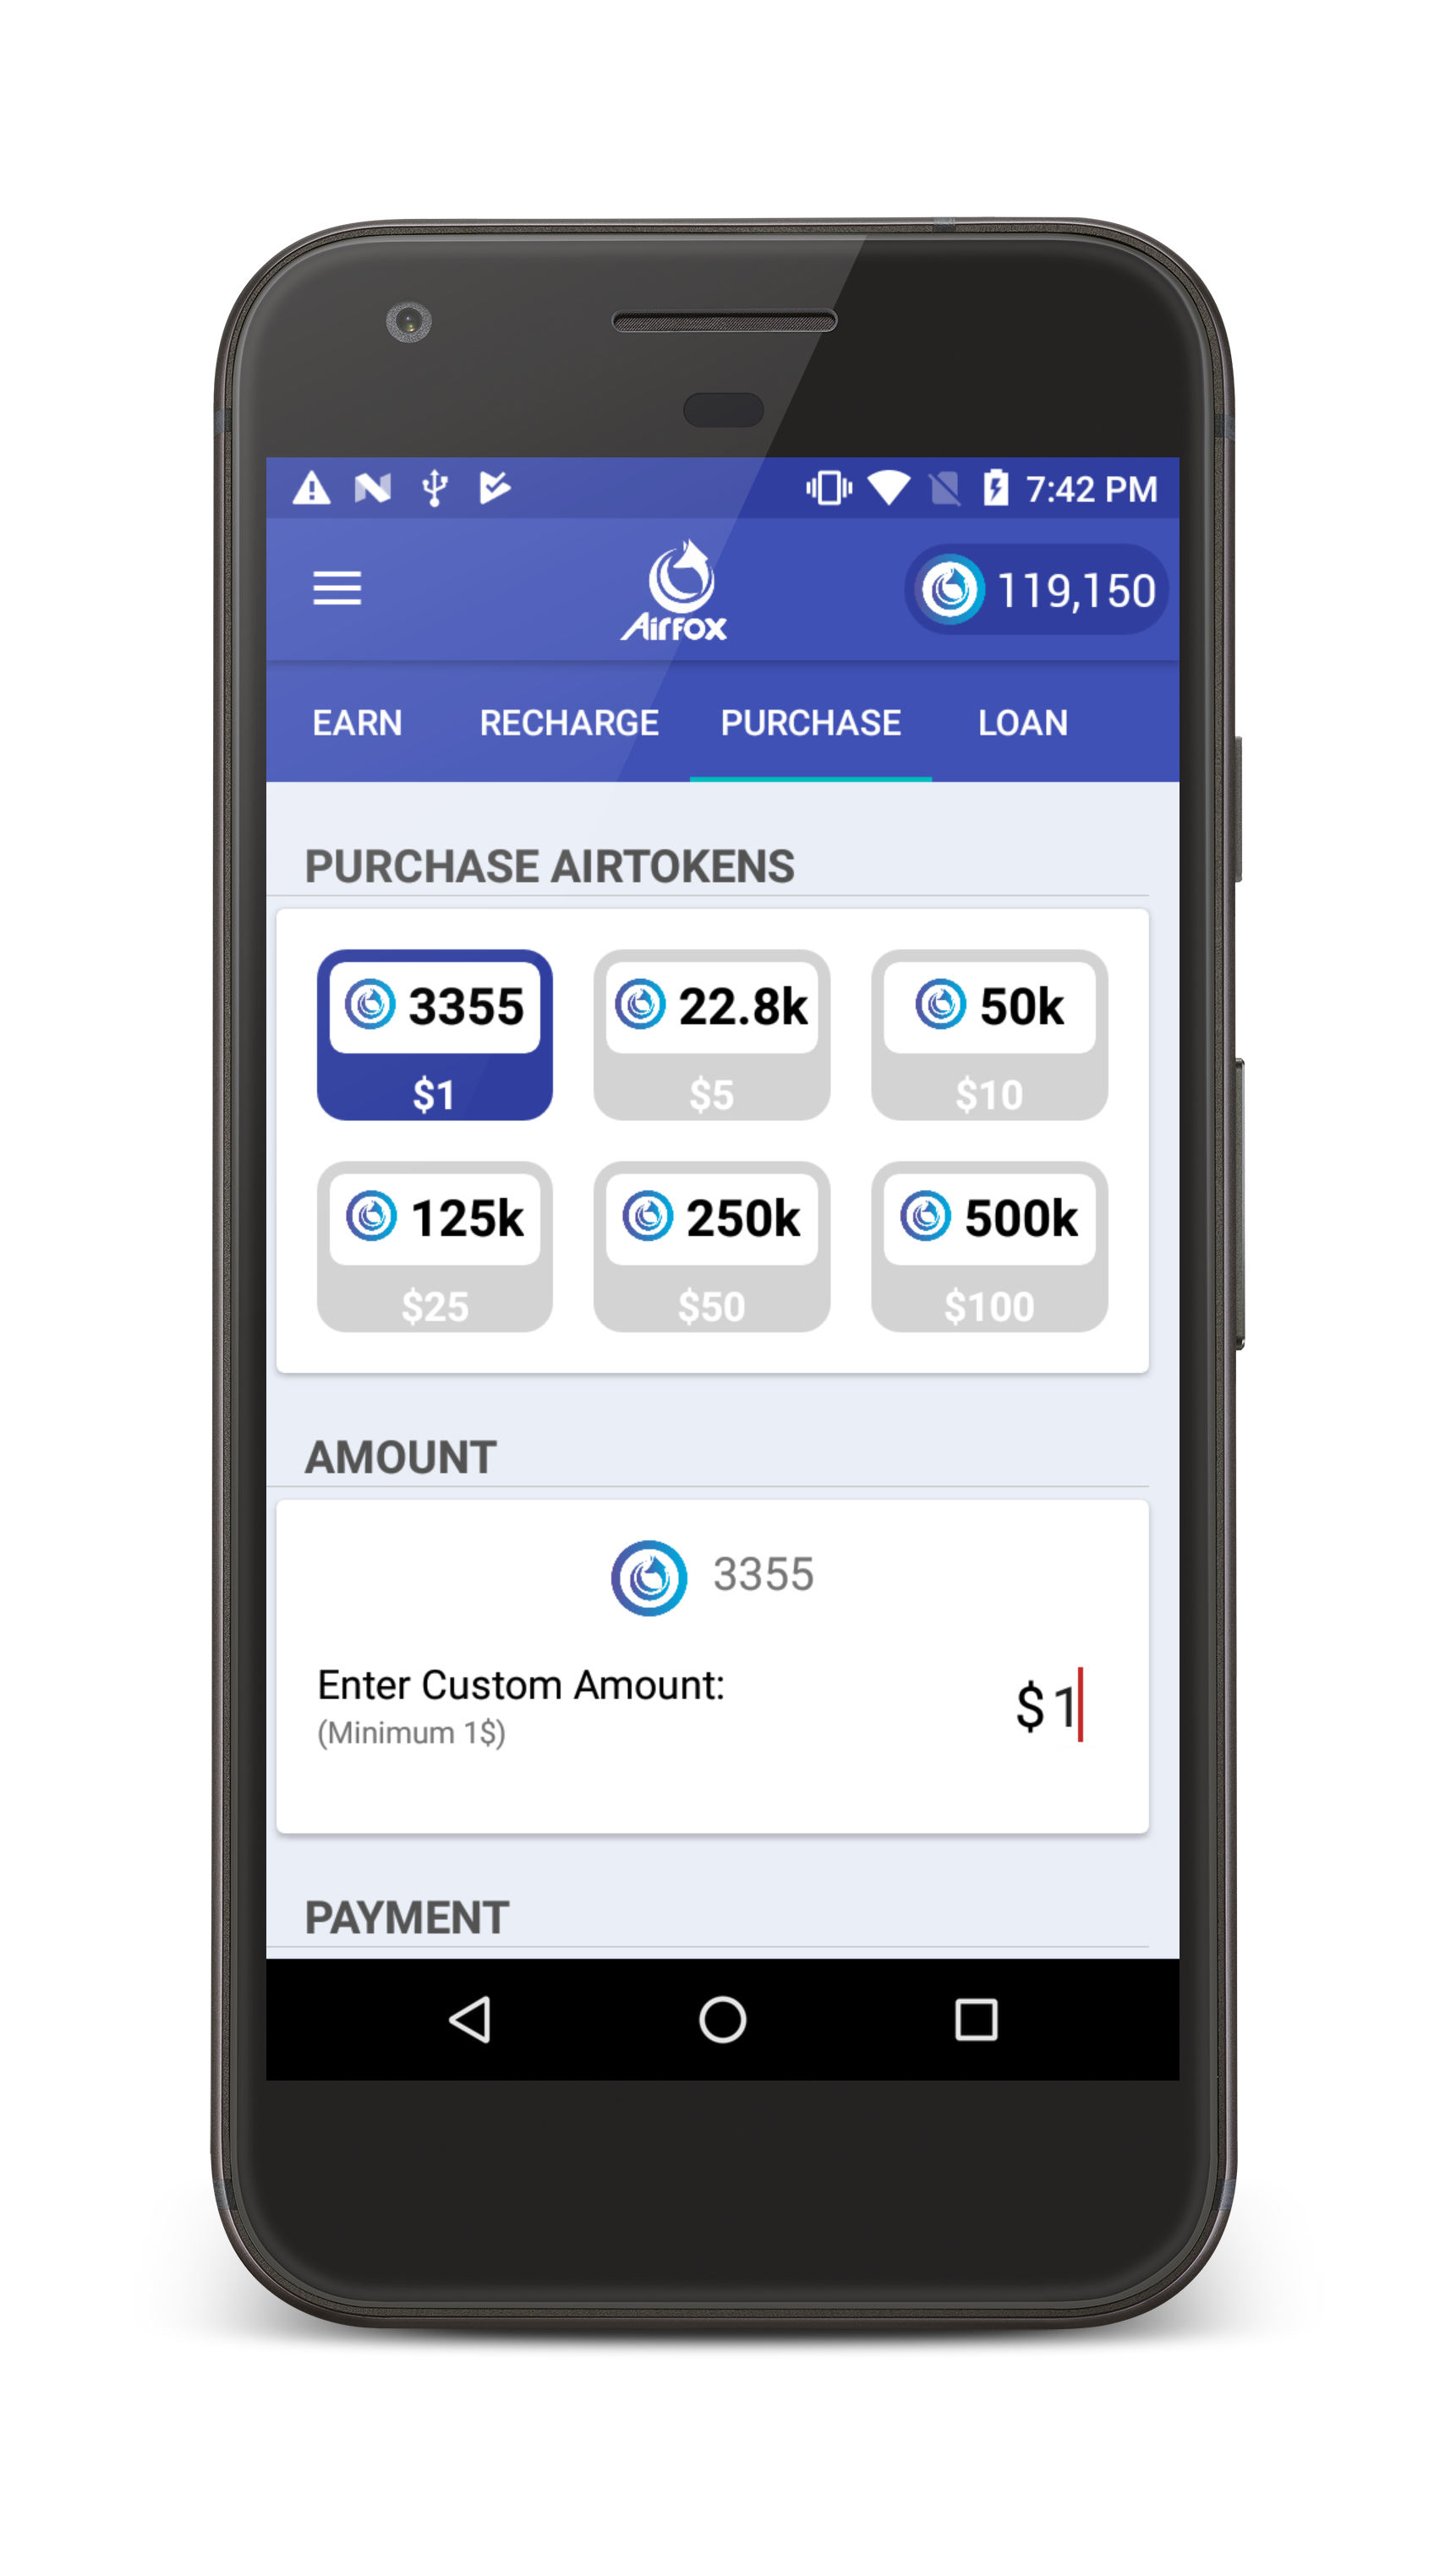 7:42 PM
AirFox
119,150
EARN RECHARGE PURCHASE LOAN
PURCHASE AIRTOKENS
3355 22.8k 50k
$1 $5 $10
125k 250k 500k
$25 $50 $100
AMOUNT
3355
Enter Custom Amount:
$1
(Minimum 1$)
PAYMENT